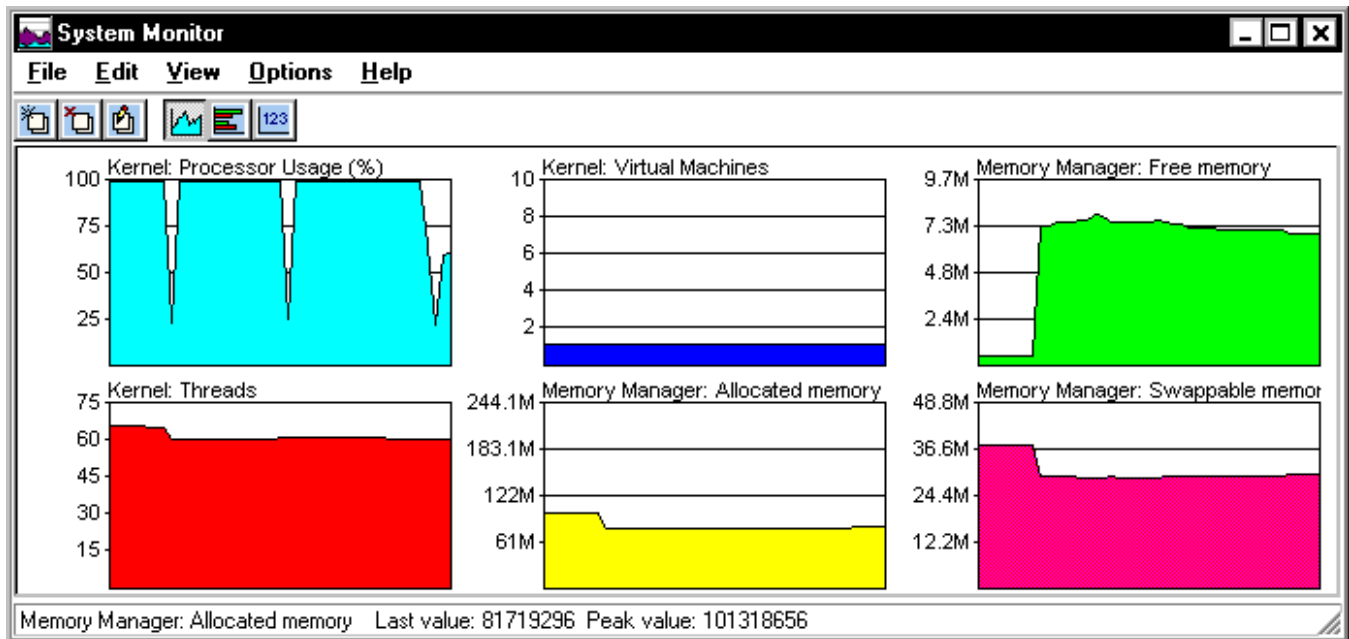 System Monitor
File Edit View Options Help
123
Kernel: Processor Usage (%)
100
75
50
25
Kernel: Virtual Machines
10
8
6
4
2
Memory Manager: Free memory
9.7M
7.3M
4.8M
2.4M
Kernel: Threads
75
60
45
30
15
Memory Manager: Allocated memory
244.1M
183.1M
122M
61M
Memory Manager: Swappable memor
48.8M
36.6M
24.4M
12.2M
Memory Manager: Allocated memory Last value: 81719296 Peak value: 101318656